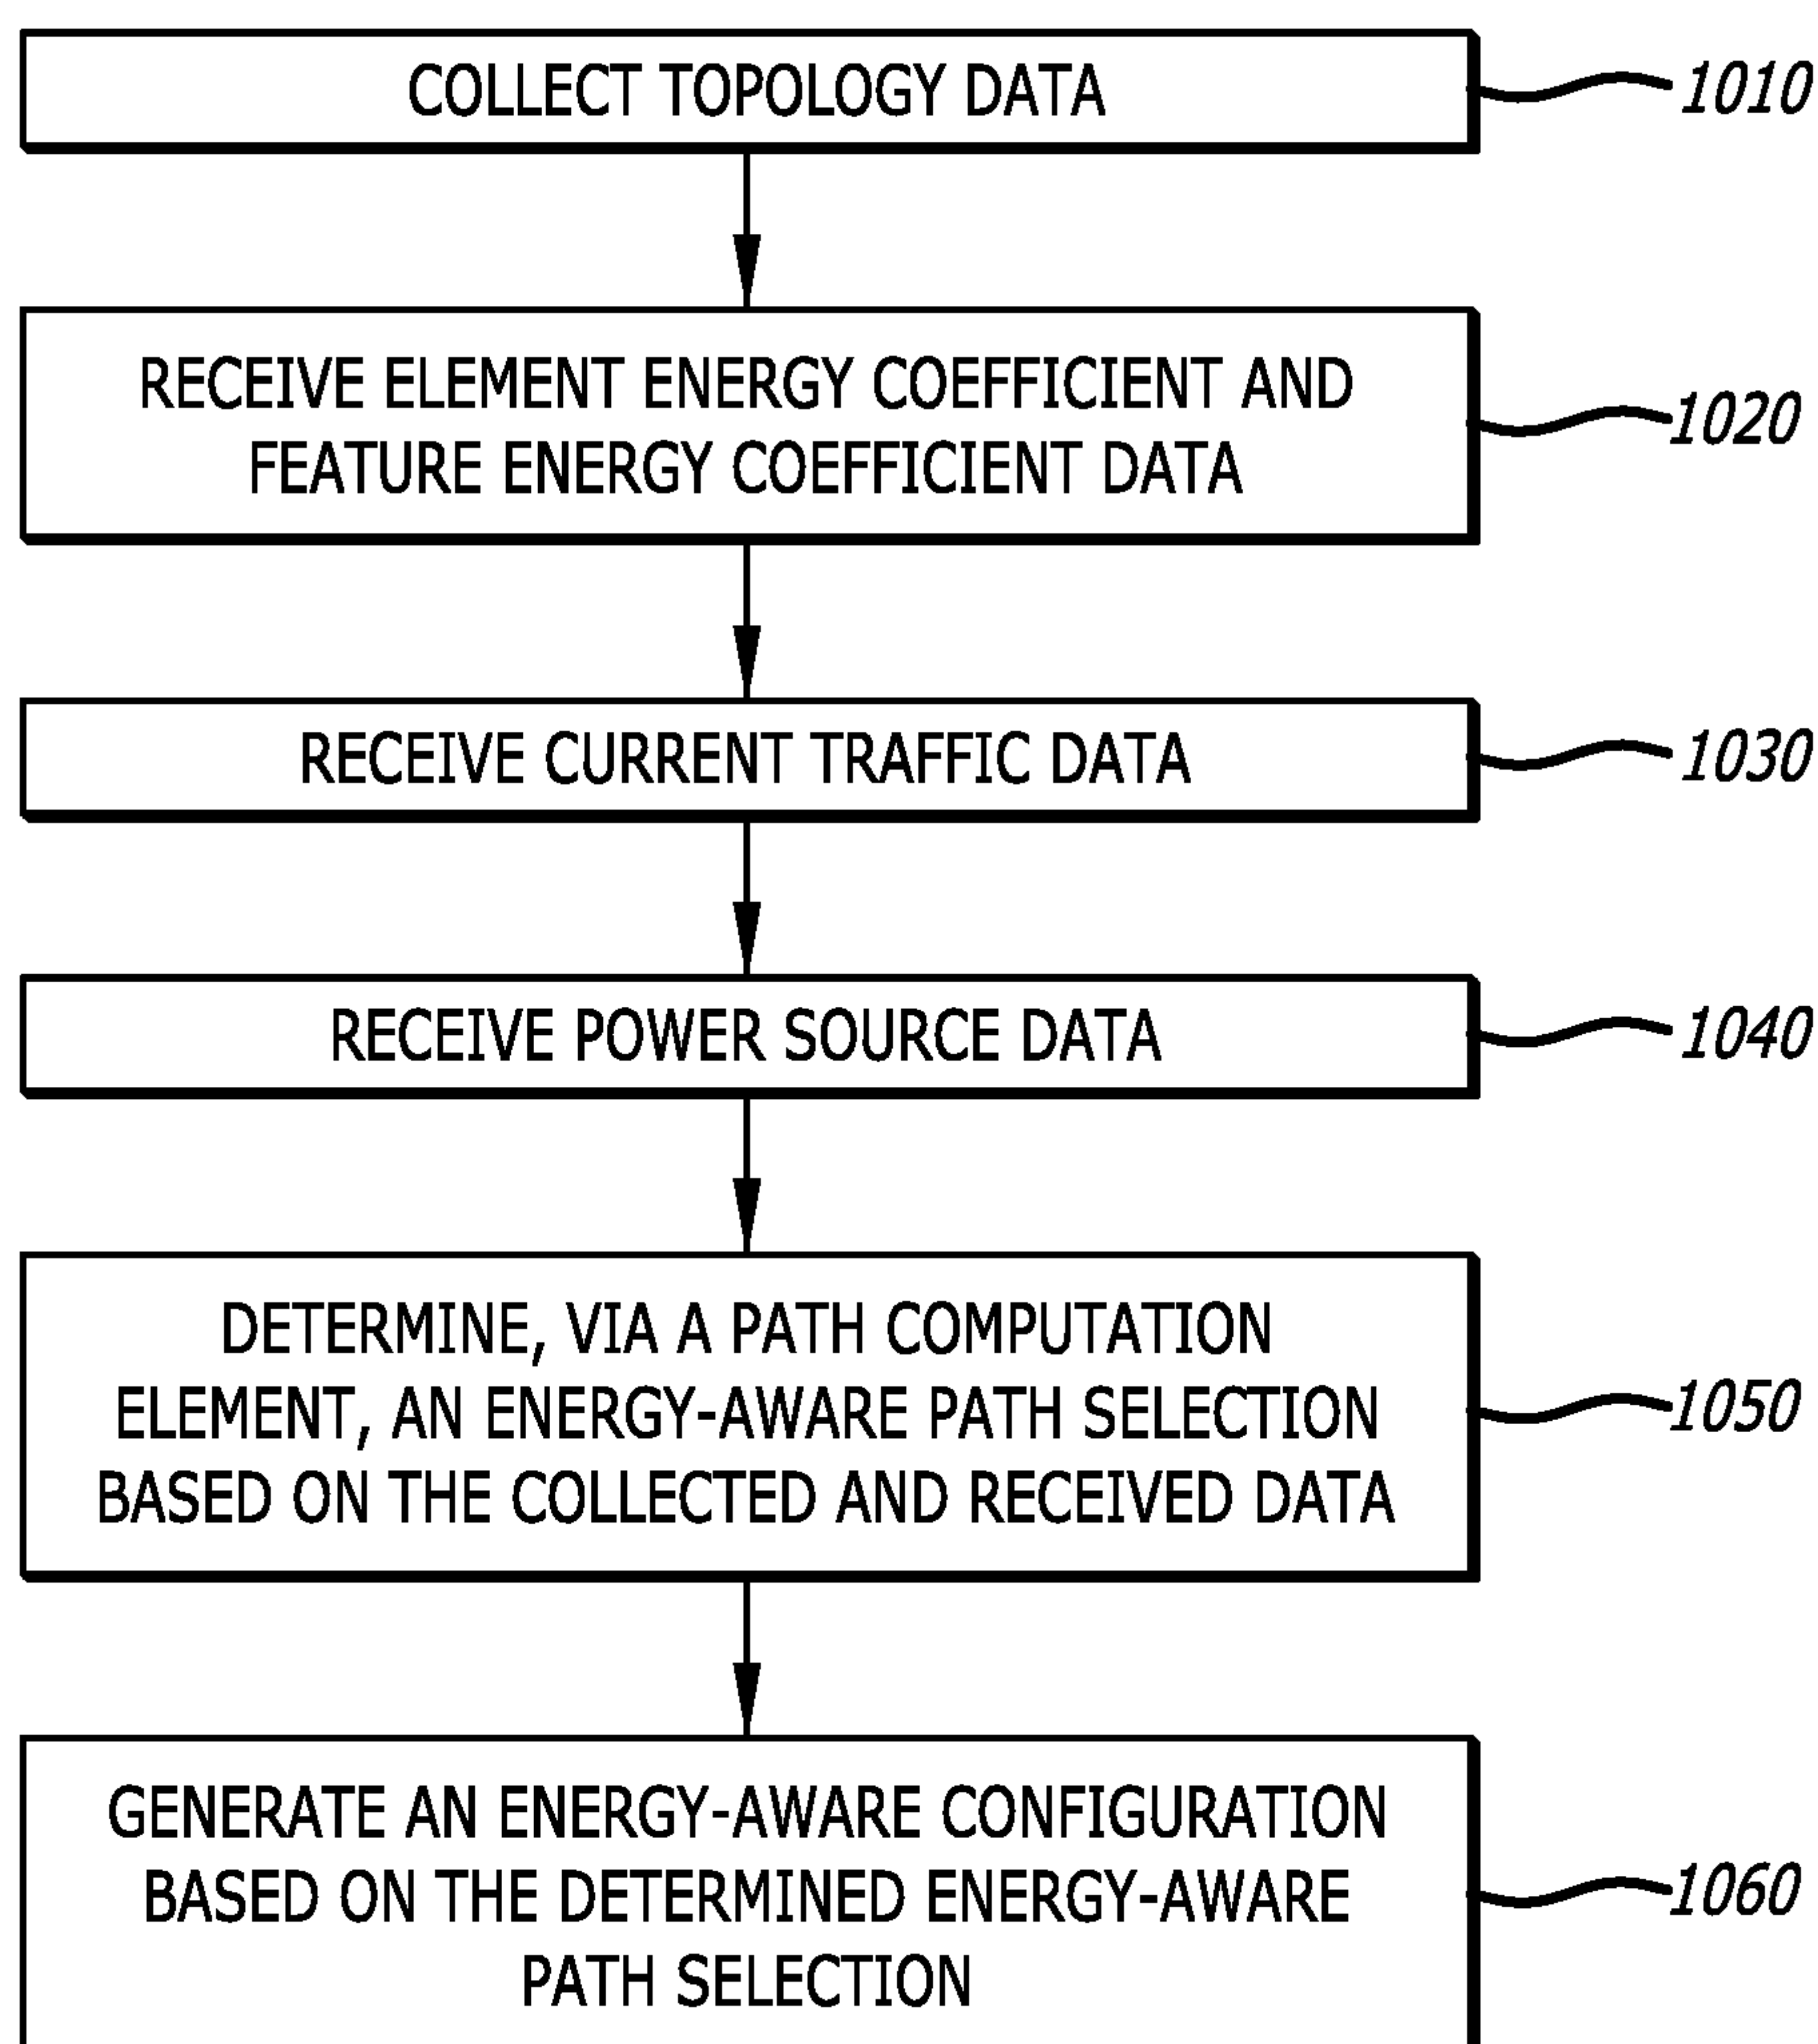 COLLECT TOPOLOGY DATA
1010
RECEIVE ELEMENT ENERGY COEFFICIENT AND
FEATURE ENERGY COEFFICIENT DATA
1020
RECEIVE CURRENT TRAFFIC DATA
1030
RECEIVE POWER SOURCE DATA
1040
DETERMINE, VIA A PATH COMPUTATION
ELEMENT, AN ENERGY-AWARE PATH SELECTION
BASED ON THE COLLECTED AND RECEIVED DATA
1050
GENERATE AN ENERGY-AWARE CONFIGURATION
BASED ON THE DETERMINED ENERGY-AWARE
PATH SELECTION
1060